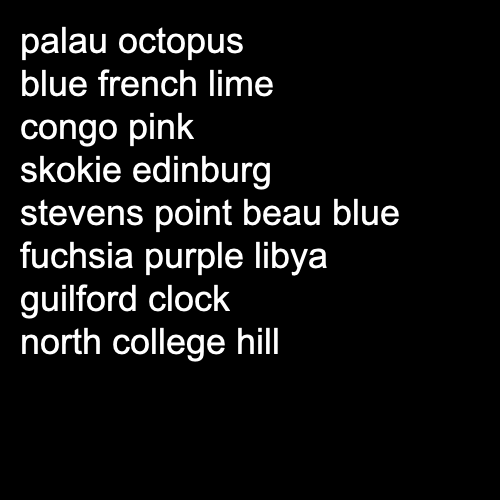 palau octopus
blue french lime
congo pink
skokie edinburg
stevens point beau blue
fuchsia purple libya
guilford clock
north college hill